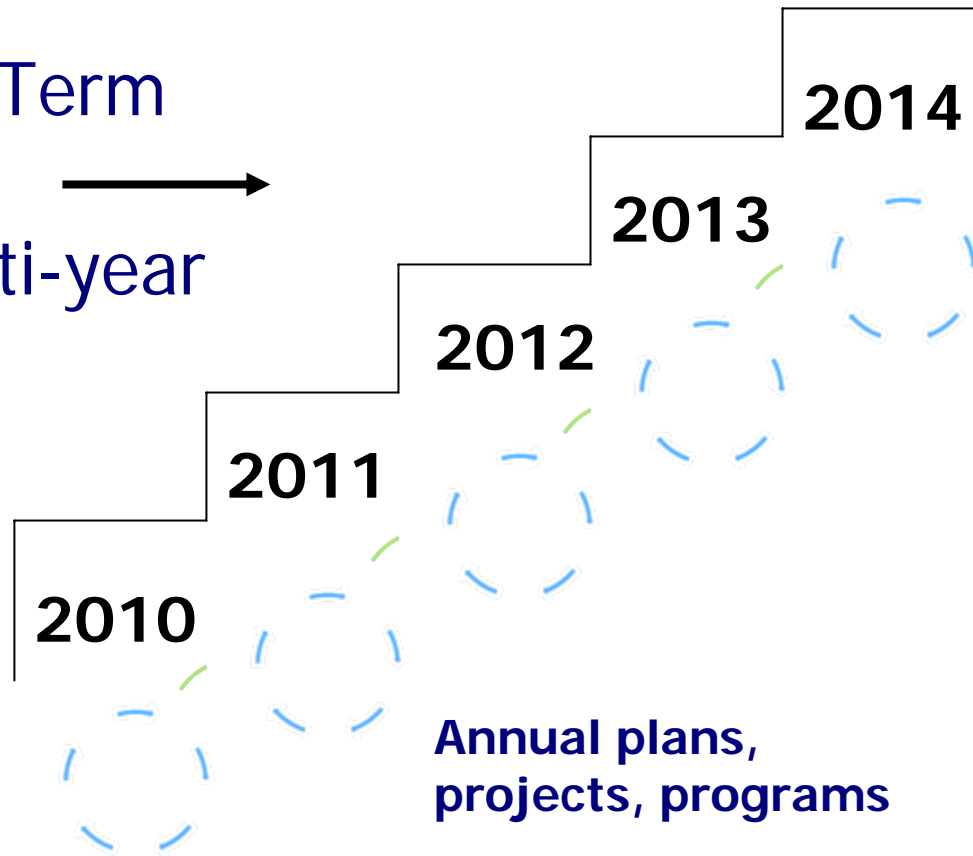 Term
ti-year
2014
2013
2012
2011
2010
Annual plans,
projects, programs